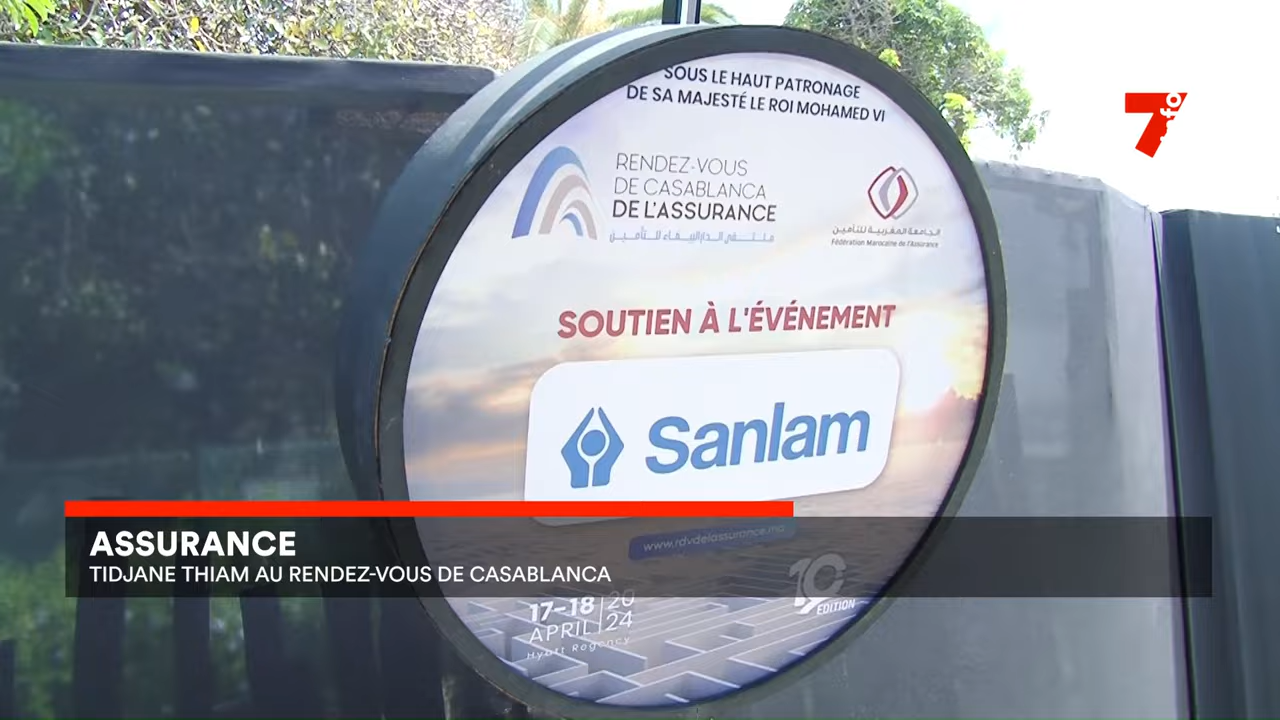 SOUS LE HAUT PATRONAGE
DE SA MAJESTÉ LE ROI MOHAMED VI
RENDEZ-VOUS
DE CASABLANCA
DE L'ASSURANCE
ملتقى الدار البيضاء للتأمين
الجامعة المغربية للتأمين
Fédération Marocaine de l'Assurance
SOUTIEN À L'ÉVÉNEMENT
Sanlam
www.rdvdelassurance.ma
10
EDITION
17-18
APRIL
20
24
Hyatt Regency
7
ASSURANCE
TIDJANE THIAM AU RENDEZ-VOUS DE CASABLANCA